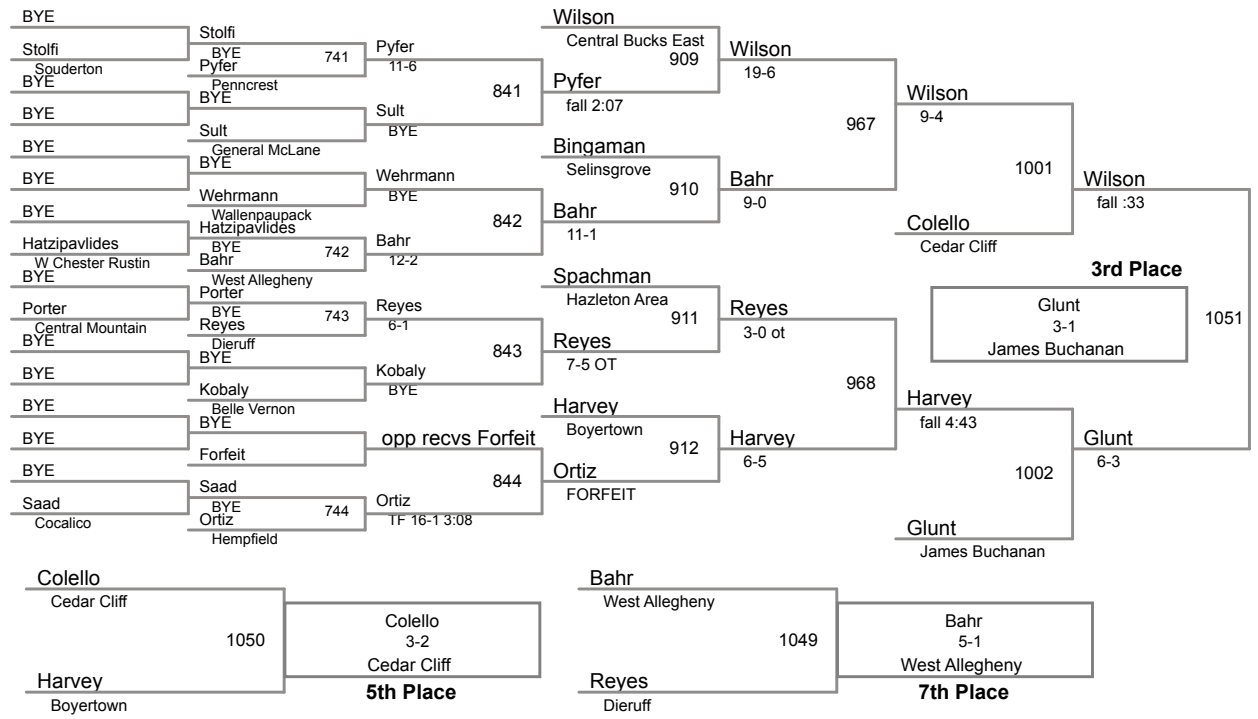 BYE
Stolfi
Souderton
BYE
BYE
BYE
BYE
BYE
Hatzipavlides
W Chester Rustin
BYE
Porter
Central Mountain
BYE
BYE
BYE
BYE
BYE
Saad
Cocalico
Stolfi
BYE
741
Pyfer
Penncrest
BYE
Sult
General McLane
BYE
Wehrmann
Wallenpaupack
Hatzipavlides
BYE
742
Bahr
West Allegheny
Porter
BYE
743
Reyes
Dieruff
BYE
Kobaly
Belle Vernon
BYE
Forfeit
Saad
BYE
744
Ortiz
Hempfield
Pyfer
11-6
841
Sult
BYE
Wehrmann
BYE
842
Bahr
12-2
Reyes
6-1
843
Kobaly
BYE
opp recvs Forfeit
844
Ortiz
TF 16-1 3:08
Wilson
Central Bucks East
909
Pyfer
fall 2:07
Bingaman
Selinsgrove
910
Bahr
11-1
Spachman
Hazleton Area
911
Reyes
7-5 OT
Harvey
Boyertown
912
Ortiz
FORFEIT
Wilson
19-6
967
Bahr
9-0
Reyes
3-0 ot
968
Harvey
6-5
Wilson
9-4
1001
Colello
Cedar Cliff
Harvey
fall 4:43
1002
Glunt
James Buchanan
Wilson
fall :33
1051
Glunt
6-3
3rd Place
Glunt
3-1
James Buchanan
Colello
Cedar Cliff
1050
Harvey
Boyertown
Colello
3-2
Cedar Cliff
5th Place
Bahr
West Allegheny
1049
Reyes
Dieruff
Bahr
5-1
West Allegheny
7th Place